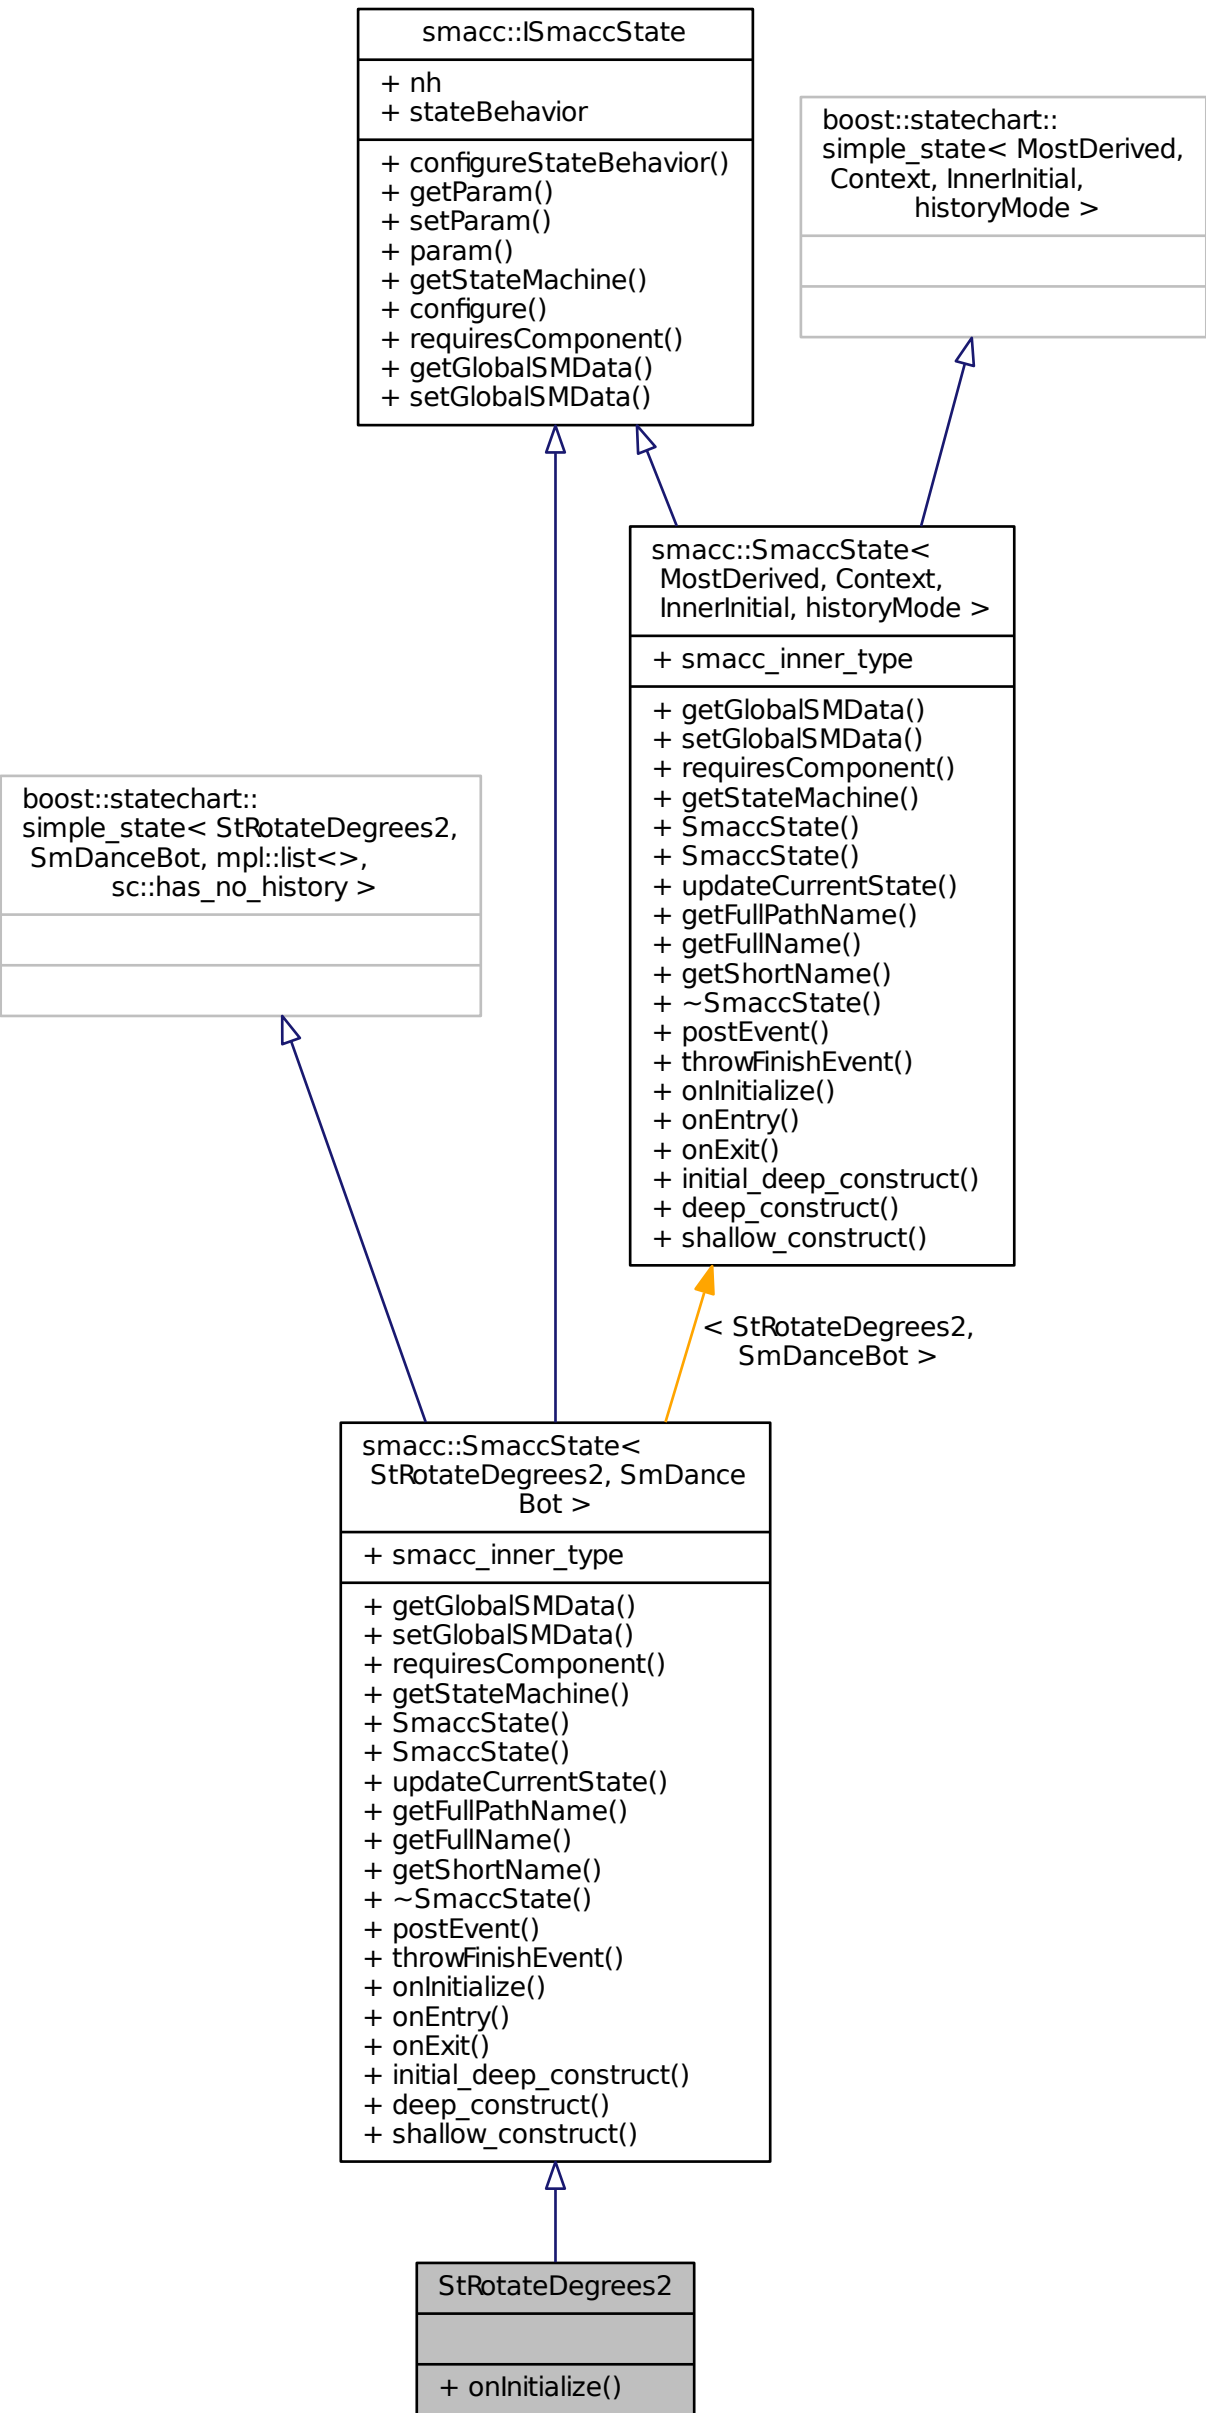 smacc::ISmaccState
+ nh
+ stateBehavior
+ configureStateBehavior()
+ getParam()
+ setParam()
+ param()
+ getStateMachine()
+ configure()
+ requiresComponent()
+ getGlobalSMData()
+ setGlobalSMData()
boost::statechart::
simple_state< MostDerived,
Context, InnerInitial,
historyMode >
smacc::SmaccState<
MostDerived, Context,
InnerInitial, historyMode >
+ smacc_inner_type
+ getGlobalSMData()
+ setGlobalSMData()
+ requiresComponent()
+ getStateMachine()
+ SmaccState()
+ SmaccState()
+ updateCurrentState()
+ getFullPathName()
+ getFullName()
+ getShortName()
+ ~SmaccState()
+ postEvent()
+ throwFinishEvent()
+ onInitialize()
+ onEntry()
+ onExit()
+ initial_deep_construct()
+ deep_construct()
+ shallow_construct()
boost::statechart::
simple_state< StRotateDegrees2,
SmDanceBot, mpl::list<>,
sc::has_no_history >
< StRotateDegrees2,
SmDanceBot >
smacc::SmaccState<
StRotateDegrees2, SmDance
Bot >
+ smacc_inner_type
+ getGlobalSMData()
+ setGlobalSMData()
+ requiresComponent()
+ getStateMachine()
+ SmaccState()
+ SmaccState()
+ updateCurrentState()
+ getFullPathName()
+ getFullName()
+ getShortName()
+ ~SmaccState()
+ postEvent()
+ throwFinishEvent()
+ onInitialize()
+ onEntry()
+ onExit()
+ initial_deep_construct()
+ deep_construct()
+ shallow_construct()
StRotateDegrees2
+ onInitialize()